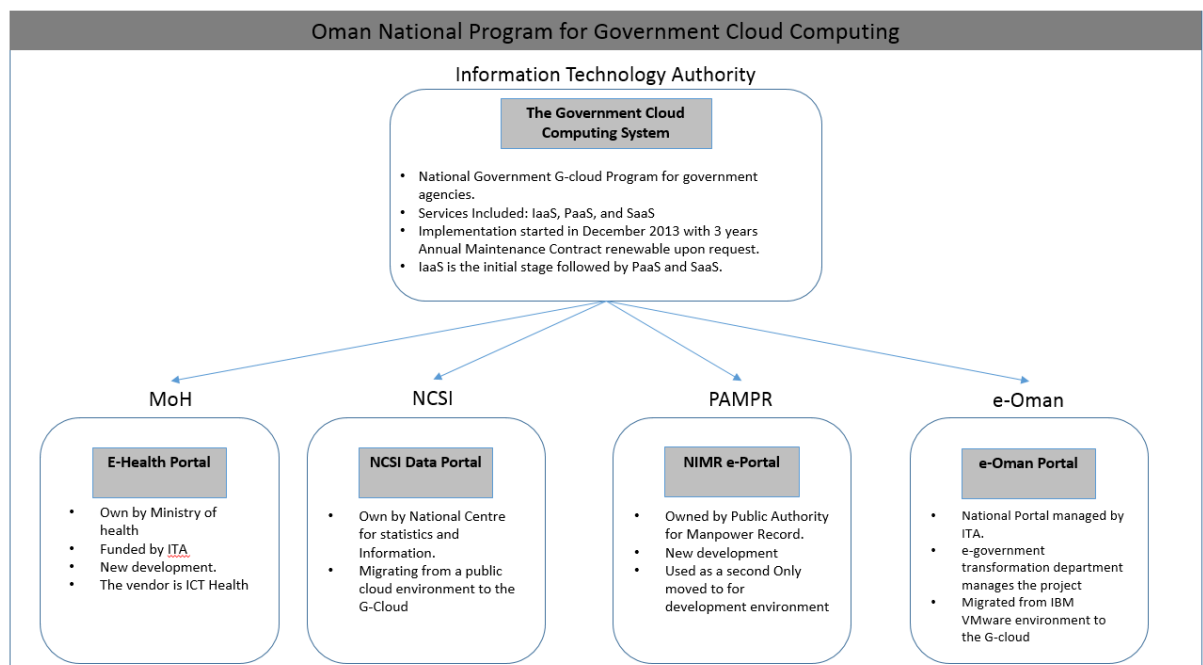 Oman National Program for Government Cloud Computing
Information Technology Authority
The Government Cloud
Computing System
• National Government G-cloud Program for government
agencies.
• Services Included: IaaS, PaaS, and SaaS
• Implementation started in December 2013 with 3 years
Annual Maintenance Contract renewable upon request.
• IaaS is the initial stage followed by PaaS and SaaS.
MoH
E-Health Portal
• Own by Ministry of
health
• Funded by ITA
• New development.
• The vendor is ICT Health
NCSI
NCSI Data Portal
• Own by National Centre
for statistics and
Information.
• Migrating from a public
cloud environment to the
G-Cloud
PAMPR
NIMR e-Portal
• Owned by Public Authority
for Manpower Record.
• New development
• Used as a second Only
moved to for
development environment
e-Oman
e-Oman Portal
• National Portal managed by
ITA.
• e-government
transformation department
manages the project
• Migrated from IBM
VMware environment to
the G-cloud